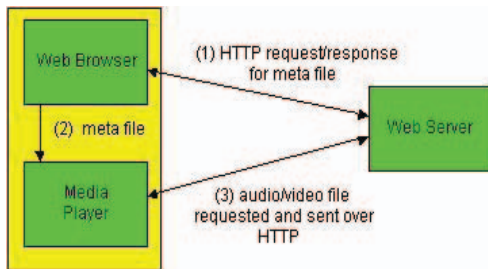 Web Browser
(1) HTTP request/response
for meta file
(2) meta file
Web Server
Media
Player
(3) audio/video file
requested and sent over
HTTP